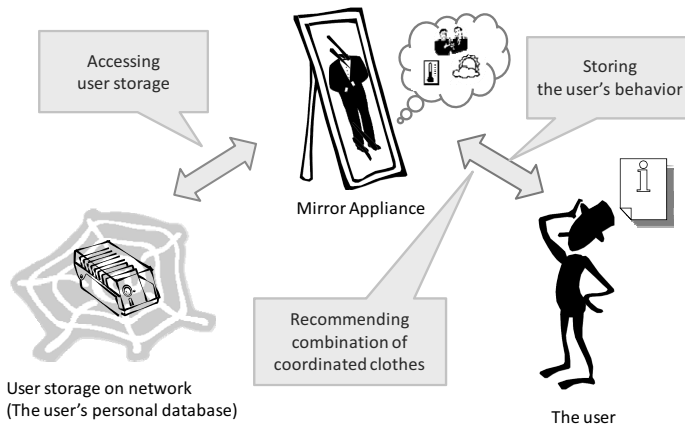 Accessing
user storage
Storing
the user's behavior
i
Mirror Appliance
Recommending
combination of
coordinated clothes
User storage on network
(The user's personal database)
The user